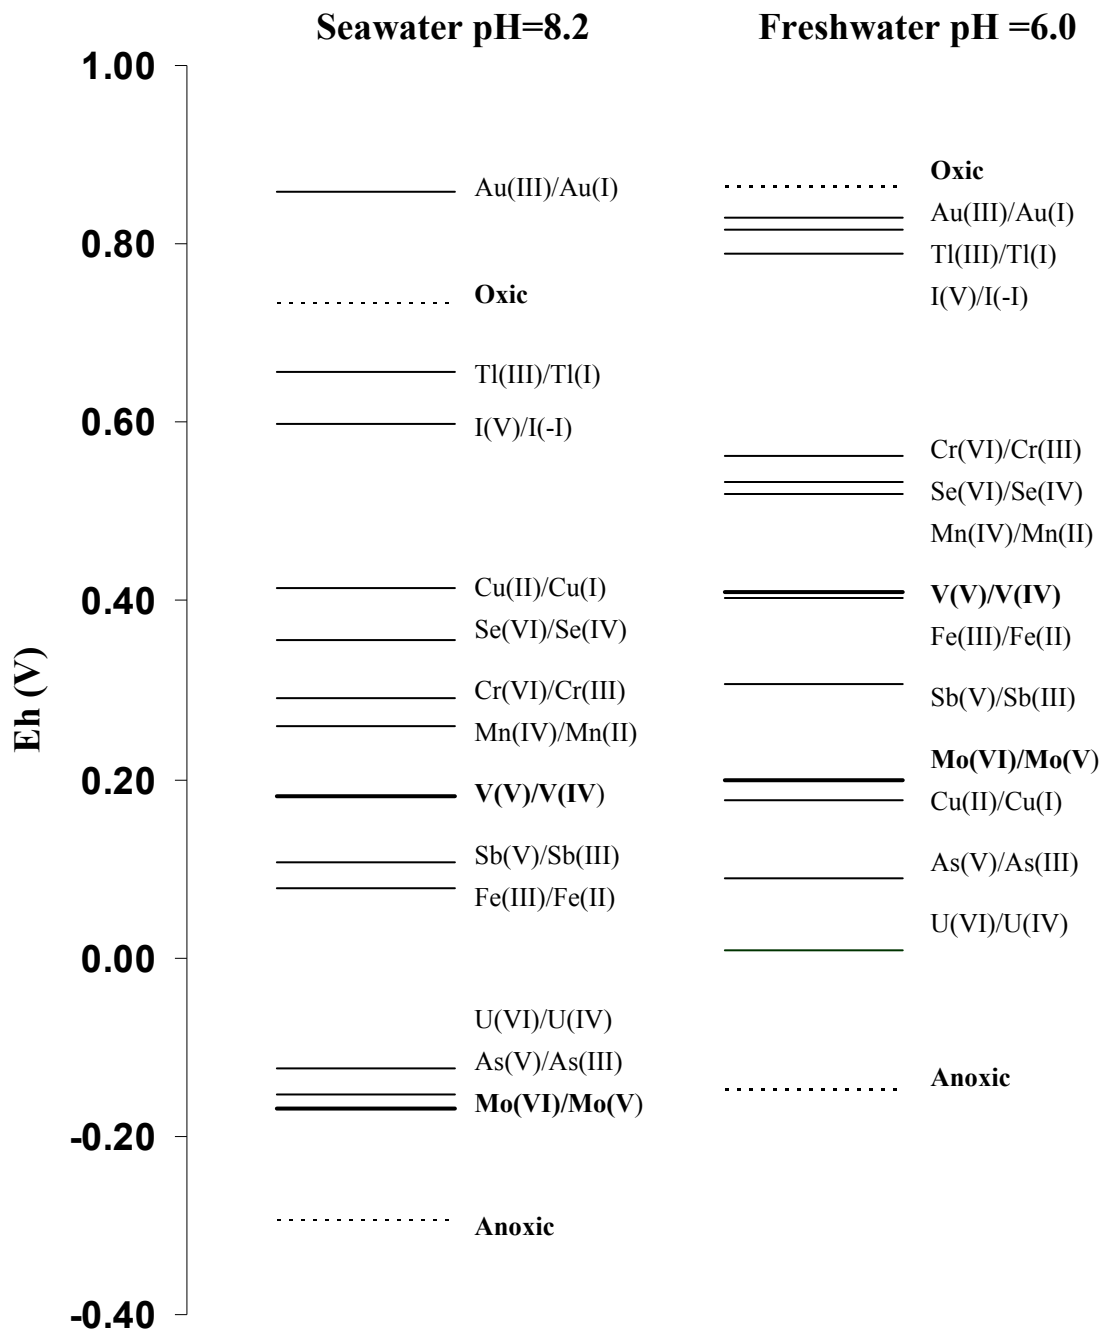 Seawater pH=8.2
Freshwater pH =6.0
Eh (V)
1.00
0.80
0.60
0.40
0.20
0.00
-0.20
-0.40
Au(III)/Au(I)
Oxic
Tl(III)/Tl(I)
I(V)/I(-I)
Cu(II)/Cu(I)
Se(VI)/Se(IV)
Cr(VI)/Cr(III)
Mn(IV)/Mn(II)
V(V)/V(IV)
Sb(V)/Sb(III)
Fe(III)/Fe(II)
U(VI)/U(IV)
As(V)/As(III)
Mo(VI)/Mo(V)
Anoxic
Oxic
Au(III)/Au(I)
Tl(III)/Tl(I)
I(V)/I(-I)
Cr(VI)/Cr(III)
Se(VI)/Se(IV)
Mn(IV)/Mn(II)
V(V)/V(IV)
Fe(III)/Fe(II)
Sb(V)/Sb(III)
Mo(VI)/Mo(V)
Cu(II)/Cu(I)
As(V)/As(III)
U(VI)/U(IV)
Anoxic